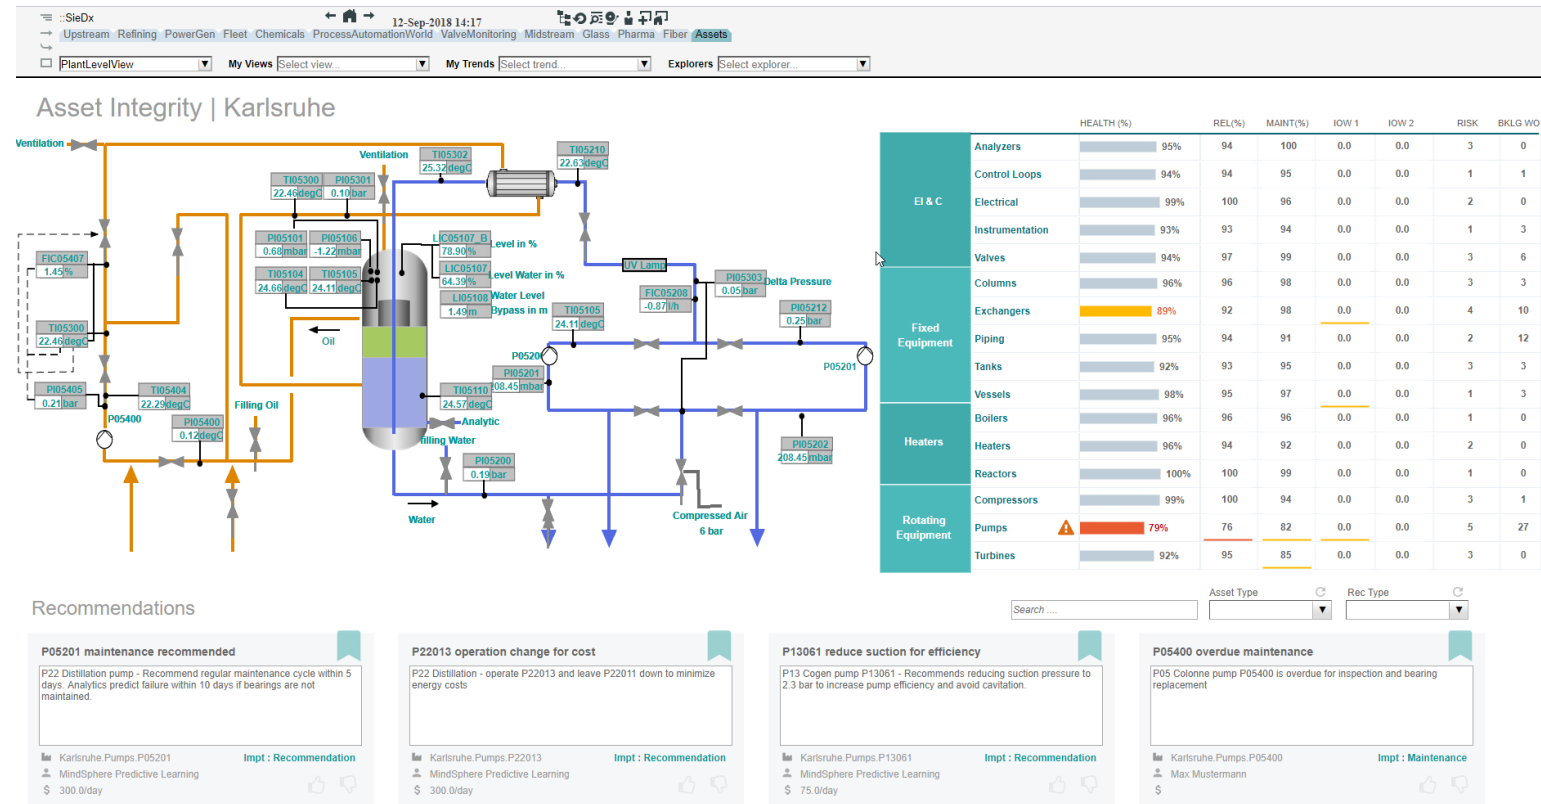 ::SieDx
12-Sep-2018 14:17
Upstream Refining PowerGen Fleet Chemicals ProcessAutomationWorld ValveMonitoring Midstream Glass Pharma Fiber Assets
PlantLevelView My Views Select view... My Trends Select trend... Explorers Select explorer...
Asset Integrity | Karlsruhe
Ventilation
Ventilation
TI05302
25.32 degC
TI05210
22.63 degC
TI05300
22.46 degC
PI05301
0.10 bar
PI05101
0.68 mbar
PI05106
-1.22 mbar
LIC05107_B
78.90 %
Level in %
TI05104
24.66 degC
TI05105
24.11 degC
LIC05107
64.39 %
Level Water in %
LI05108
1.49 m
Water Level
Bypass in m
FIC05407
1.45 %
TI05300
22.46 degC
Oil
UV Lamp
PI05303
0.05 bar
Delta Pressure
FIC05208
-0.87 l/h
TI05105
24.11 degC
PI05212
0.25 bar
P0520
P05201
PI05201
208.45 mbar
PI05405
0.21 bar
TI05404
22.29 degC
P05400
PI05400
0.12 degC
Filling Oil
TI05110
24.57 degC
Analytic
filling Water
PI05200
0.19 bar
PI05202
208.45 mbar
Water
Compressed Air
6 bar
HEALTH (%) REL(%) MAINT(%) IOW 1 IOW 2 RISK BKLG WO
EI & C
Analyzers 95% 94 100 0.0 0.0 3 0
Control Loops 94% 94 95 0.0 0.0 1 1
Electrical 99% 100 96 0.0 0.0 2 0
Instrumentation 93% 93 94 0.0 0.0 1 3
Valves 94% 97 99 0.0 0.0 3 6
Fixed
Equipment
Columns 96% 96 98 0.0 0.0 3 3
Exchangers 89% 92 98 0.0 0.0 4 10
Piping 95% 94 91 0.0 0.0 2 12
Tanks 92% 93 95 0.0 0.0 3 3
Vessels 98% 95 97 0.0 0.0 1 3
Heaters
Boilers 96% 96 96 0.0 0.0 1 0
Heaters 96% 94 92 0.0 0.0 2 0
Reactors 100% 100 99 0.0 0.0 1 0
Rotating
Equipment
Compressors 99% 100 94 0.0 0.0 3 1
Pumps 79% 76 82 0.0 0.0 5 27
Turbines 92% 95 85 0.0 0.0 3 0
Recommendations
Search ....
Asset Type
Rec Type
P05201 maintenance recommended
P22 Distillation pump - Recommend regular maintenance cycle within 5
days. Analytics predict failure within 10 days if bearings are not
maintained.
Karlsruhe.Pumps.P05201 Impt : Recommendation
MindSphere Predictive Learning
$ 300.0/day
P22013 operation change for cost
P22 Distillation - operate P22013 and leave P22011 down to minimize
energy costs
Karlsruhe.Pumps.P22013 Impt : Recommendation
MindSphere Predictive Learning
$ 300.0/day
P13061 reduce suction for efficiency
P13 Cogen pump P13061 - Recommends reducing suction pressure to
2.3 bar to increase pump efficiency and avoid cavitation.
Karlsruhe.Pumps.P13061 Impt : Recommendation
MindSphere Predictive Learning
$ 75.0/day
P05400 overdue maintenance
P05 Colonne pump P05400 is overdue for inspection and bearing
replacement
Karlsruhe.Pumps.P05400 Impt : Maintenance
Max Mustermann
$